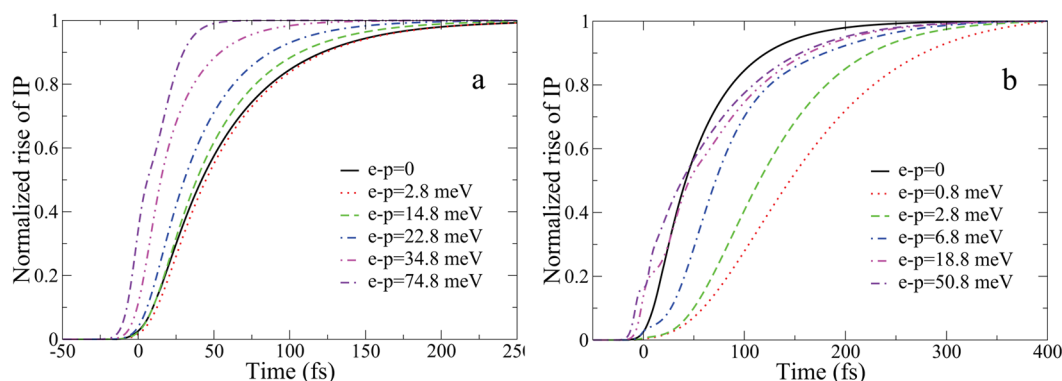 1
0.8
0.6
0.4
0.2
0
Normalized rise of IP
a
e-p=0
e-p=2.8 meV
e-p=14.8 meV
e-p=22.8 meV
e-p=34.8 meV
e-p=74.8 meV
-50 0 50 100 150 200 25
Time (fs)
1
0.8
0.6
0.4
0.2
0
Normalized rise of IP
b
e-p=0
e-p=0.8 meV
e-p=2.8 meV
e-p=6.8 meV
e-p=18.8 meV
e-p=50.8 meV
0 100 200 300 400
Time (fs)